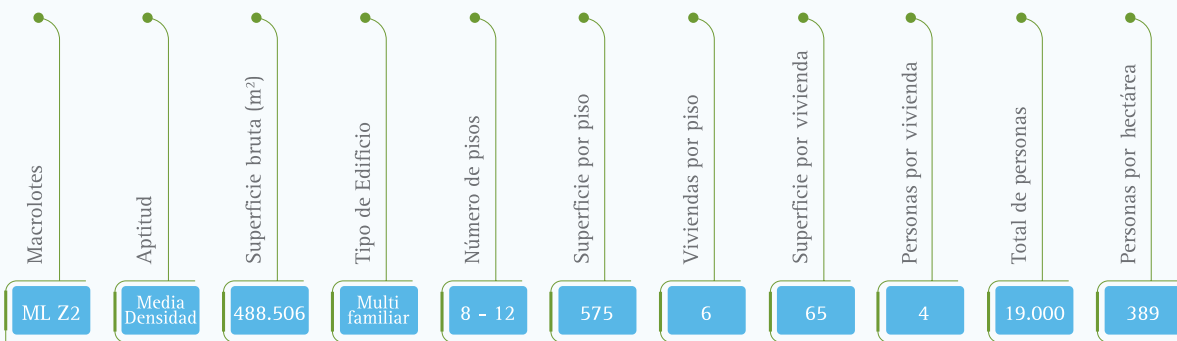 Macrolotes
Aptitud
Superficie bruta (m²)
Tipo de Edificio
Número de pisos
Superficie por piso
Viviendas por piso
Superficie por vivienda
Personas por vivienda
Total de personas
Personas por hectárea
ML Z2
Media
Densidad
488.506
Multi
familiar
8 - 12
575
6
65
4
19.000
389